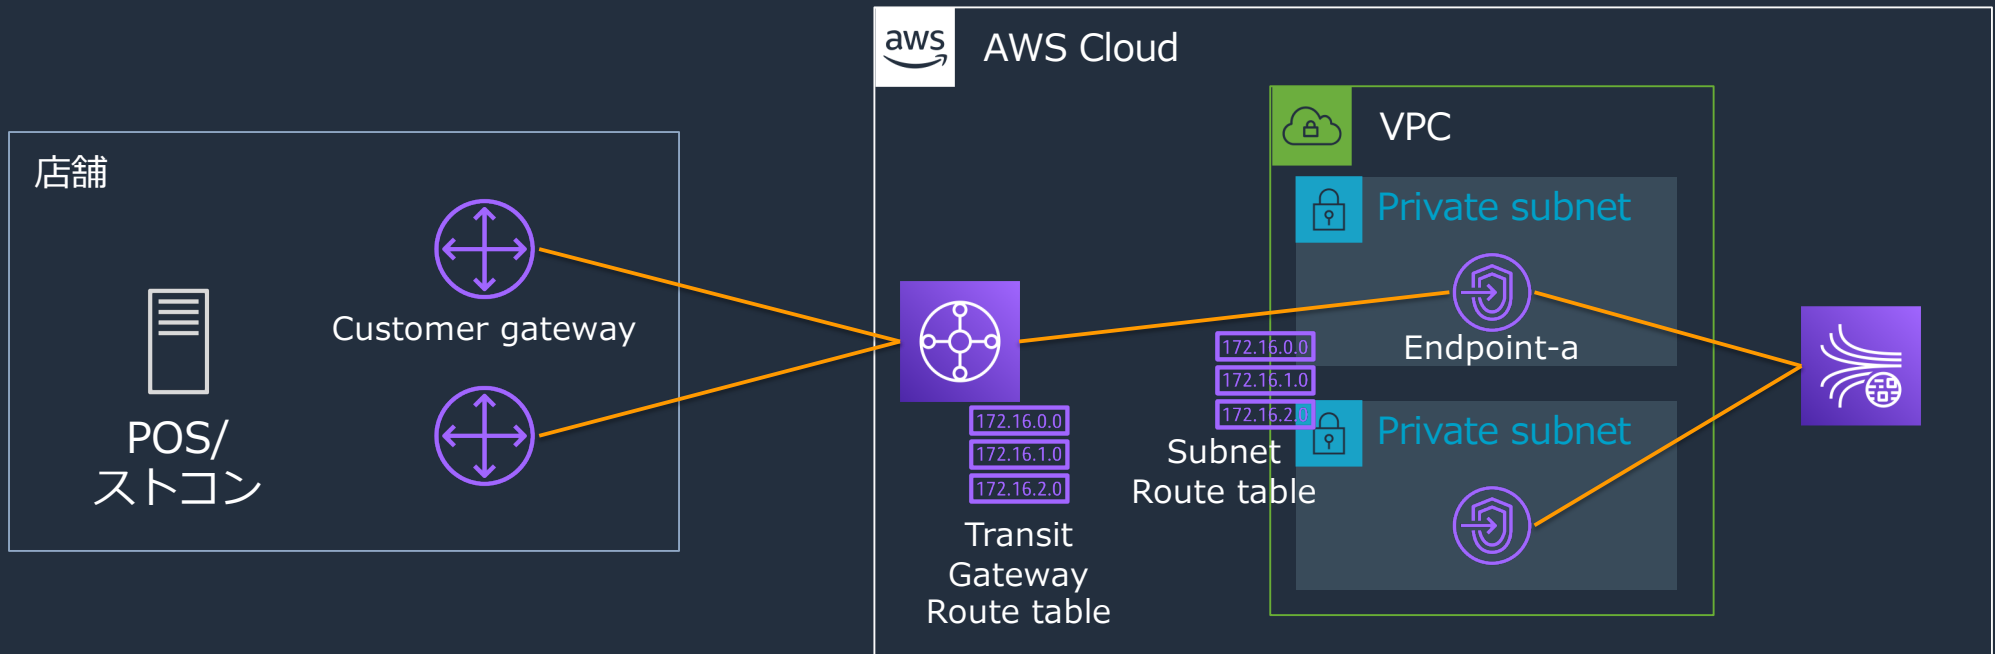 aws
AWS Cloud
VPC
店舗
Private subnet
Customer gateway
172.16.0.0
172.16.1.0
172.16.2.0
Endpoint-a
POS/
ストコン
172.16.0.0
172.16.1.0
172.16.2.0
Subnet
Route table
Private subnet
Transit
Gateway
Route table